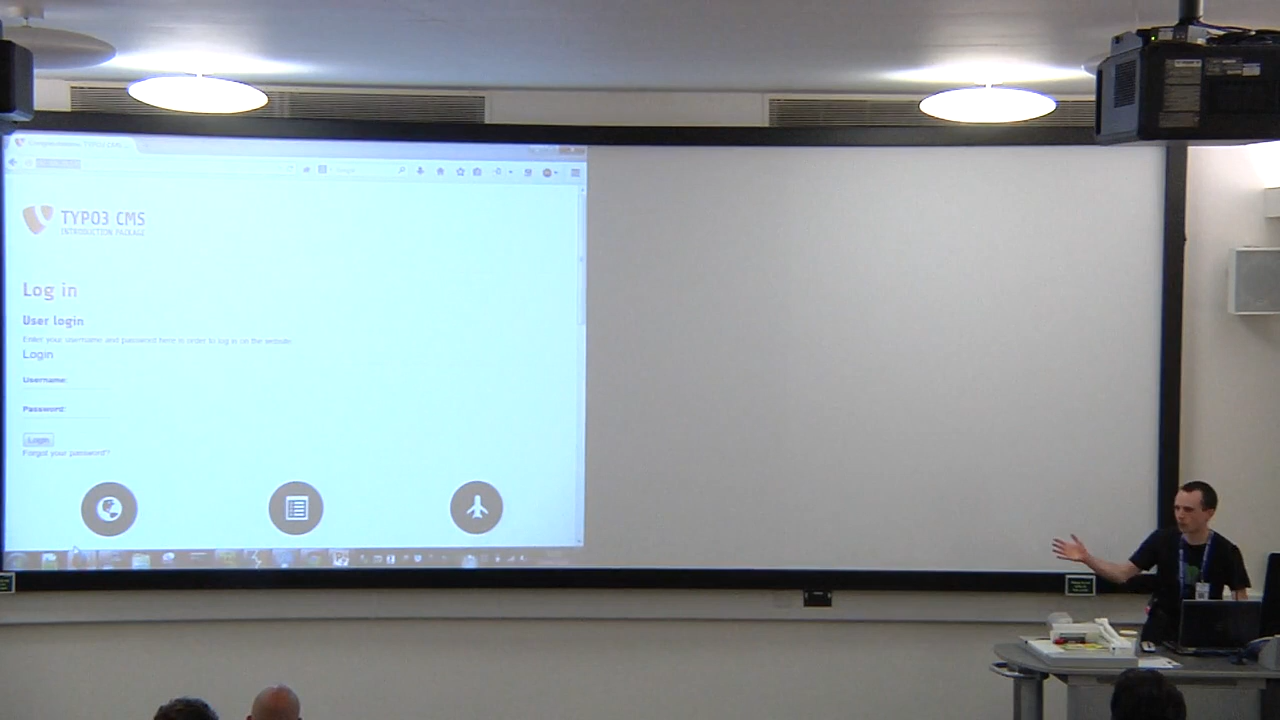 TYPO3 CMS
INTRODUCTION PACKAGE
Log in
User login
Enter your username and password here in order to log in on the website:
Login
Username:
Password:
Login
Forgot your password?